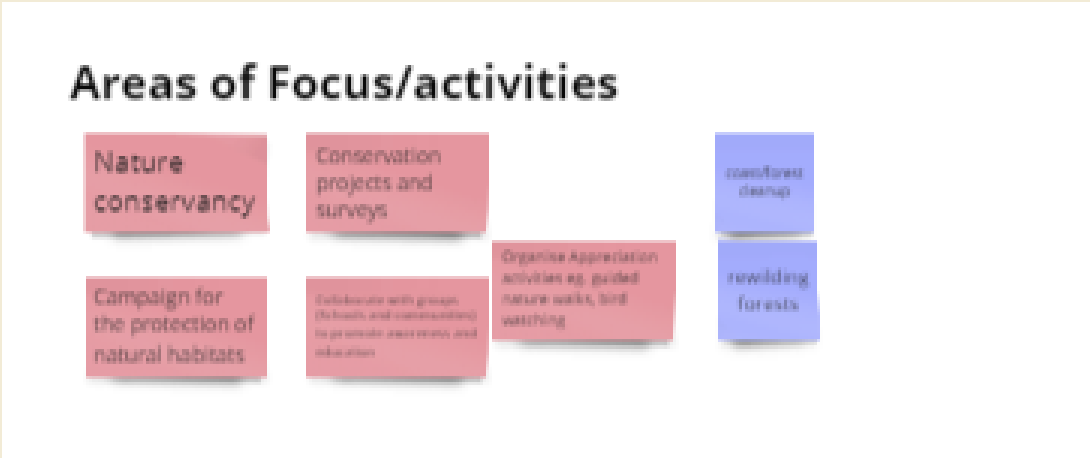 Areas of Focus/activities
Nature
conservancy
Conservation
projects and
surveys
Organise Appreciation
activities eg. guided
nature walks, bird
watching
Campaign for
the protection of
natural habitats
Collaborate with groups
(Schools and communities)
to promote awareness and
education
cleanup
rewilding
forests